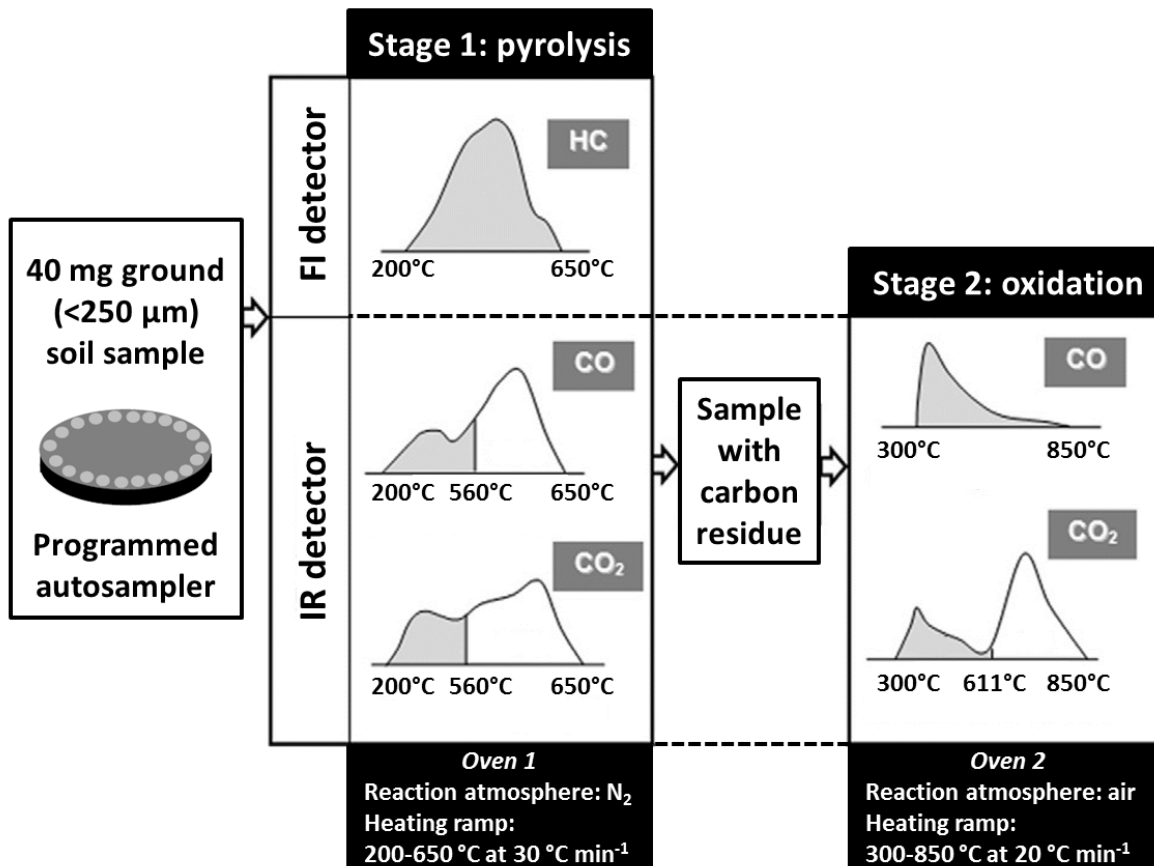 Stage 1: pyrolysis
FI detector
HC
200°C 650°C
40 mg ground
(<250 µm)
soil sample
Programmed
autosampler
IR detector
CO
200°C 560°C 650°C
CO₂
200°C 560°C 650°C
Oven 1
Reaction atmosphere: N₂
Heating ramp:
200-650 °C at 30 °C min⁻¹
Sample
with
carbon
residue
Stage 2: oxidation
CO
300°C 850°C
CO₂
300°C 611°C 850°C
Oven 2
Reaction atmosphere: air
Heating ramp:
300-850 °C at 20 °C min⁻¹